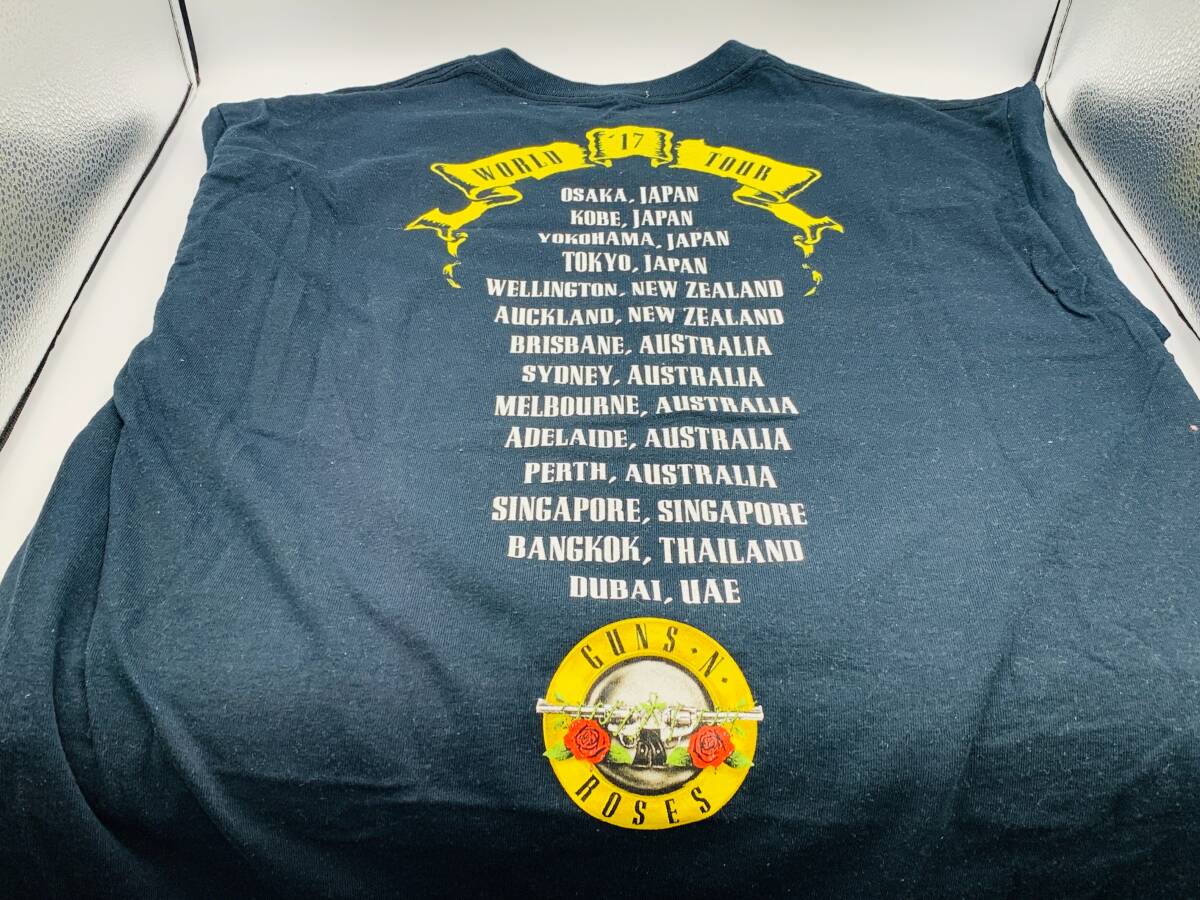 WORLD '17 TOUR
OSAKA, JAPAN
KOBE, JAPAN
YOKOHAMA, JAPAN
TOKYO, JAPAN
WELLINGTON, NEW ZEALAND
AUCKLAND, NEW ZEALAND
BRISBANE, AUSTRALIA
SYDNEY, AUSTRALIA
MELBOURNE, AUSTRALIA
ADELAIDE, AUSTRALIA
PERTH, AUSTRALIA
SINGAPORE, SINGAPORE
BANGKOK, THAILAND
DUBAI, UAE
GUNS·N·
ROSES